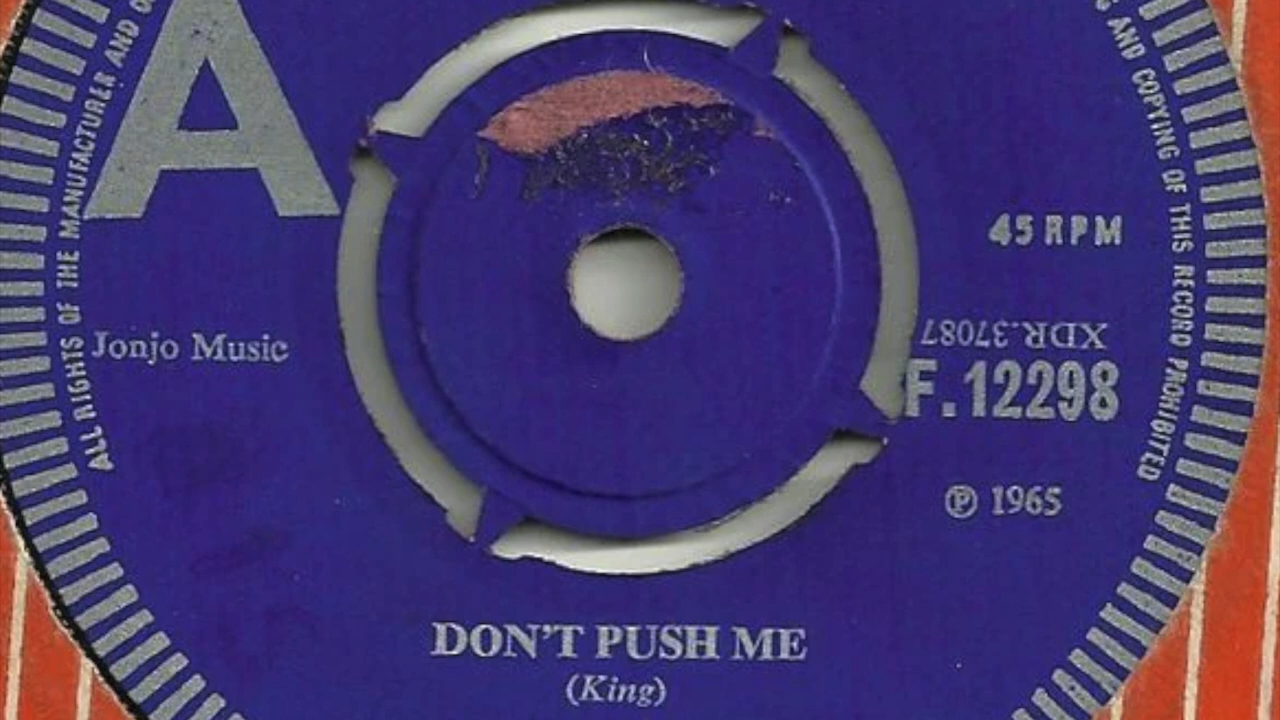 A
ALL RIGHTS OF THE MANUFACTURER AND
AND COPYING OF THIS RECORD PROHIBITED
45 RPM
Jonjo Music
XDR.37087
F.12298
℗ 1965
DON'T PUSH ME
(King)